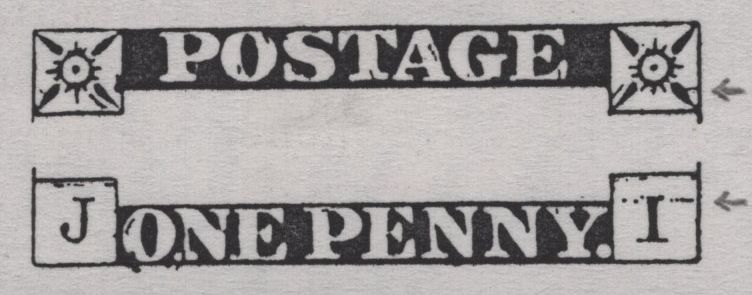 POSTAGE
J ONE PENNY. I